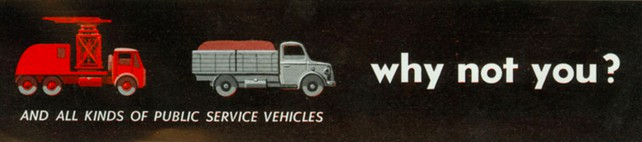 why not you?
AND ALL KINDS OF PUBLIC SERVICE VEHICLES